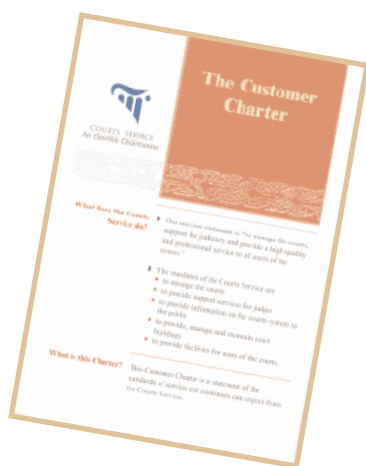 The Customer
Charter
COURTS SERVICE
An tSeirbhís Chúirteanna
What does the Courts
Service do?
Our mission statement is "to manage the courts,
support the judiciary and provide a high-quality
and professional service to all users of the
courts."
The mandates of the Courts Service are
to manage the courts
to provide support services for judges
to provide information on the courts system to
the public
to provide, manage and maintain court
buildings
to provide facilities for users of the courts.
What is this Charter?
This Customer Charter is a statement of the
standards of service our customers can expect from
the Courts Service.